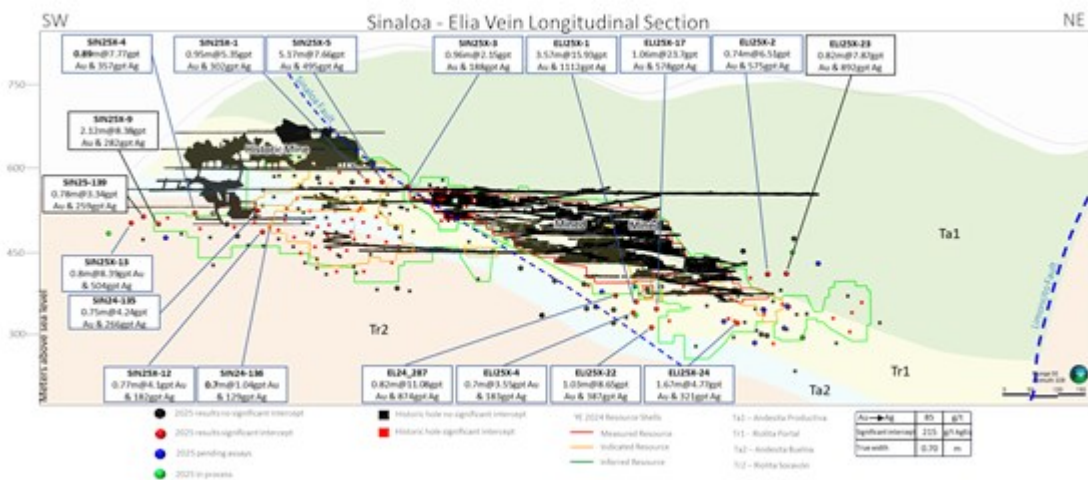 SW
Sinaloa - Elia Vein Longitudinal Section
NE
SIN25X-4
0.89m@7.77gpt
Au & 357gpt Ag
SIN25X-1
0.95m@5.35gpt
Au & 302gpt Ag
SIN25X-5
5.17m@7.66gpt
Au & 495gpt Ag
SIN25X-3
0.96m@2.15gpt
Au & 188gpt Ag
ELI25X-1
3.57m@15.93gpt
Au & 1112gpt Ag
ELI25X-17
1.06m@23.7gpt
Au & 578gpt Ag
ELI25X-2
0.74m@6.51gpt
Au & 575gpt Ag
ELI25X-23
0.82m@7.87gpt
Au & 892gpt Ag
750
600
450
300
Meters above sea level
Sinaloa Fault
SIN25X-9
2.12m@8.38gpt
Au & 282gpt Ag
Historic Mine
SIN25-139
0.78m@3.34gpt
Au & 259gpt Ag
SIN25X-13
0.8m@8.39gpt Au
& 504gpt Ag
SIN24-135
0.75m@4.24gpt
Au & 266gpt Ag
Ta1
Tr2
Tr1
Ta2
SIN25X-12
0.77m@4.1gpt Au
& 182gpt Ag
SIN24-136
0.7m@1.04gpt Au
& 129gpt Ag
EL24_287
0.82m@11.08gpt
Au & 874gpt Ag
ELI25X-4
0.7m@3.55gpt Au
& 183gpt Ag
ELI25X-22
1.03m@8.65gpt
Au & 387gpt Ag
ELI25X-24
1.67m@4.73gpt
Au & 321gpt Ag
2025 results no significant intercept
2025 results significant intercept
2025 pending assays
2025 in process
Historic hole no significant intercept
Historic hole significant intercept
YE 2024 Resource Shells
Measured Resource
Indicated Resource
Inferred Resource
Ta1 – Andesita Productiva
Tr1 – Riolita Portal
Ta2 – Andesita Buelna
Tr2 – Riolita Socavón
Au Ag 85 g/t
Significant intercept 215 g/t AgEq
True width 0.70 m